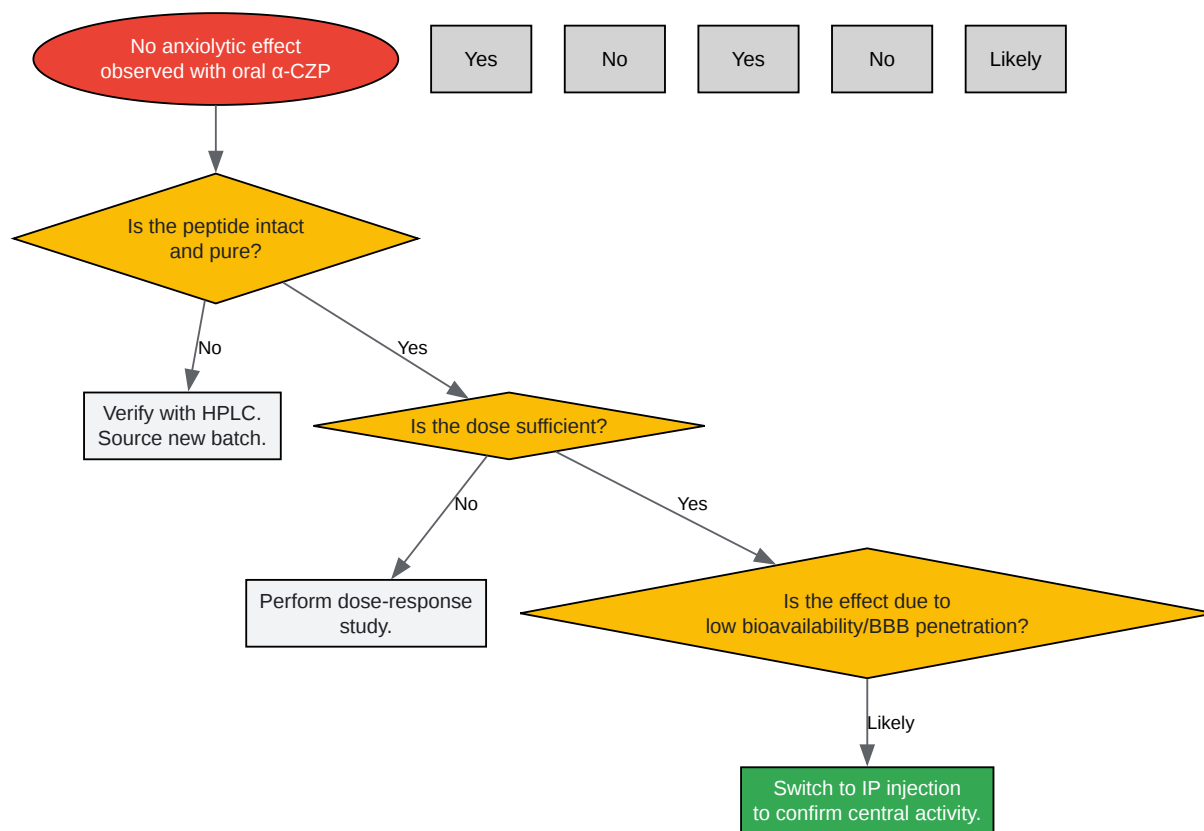 No anxiolytic effect
observed with oral α-CZP
Yes
No
Yes
No
Likely
Is the peptide intact
and pure?
No
Yes
Verify with HPLC.
Source new batch.
Is the dose sufficient?
No
Yes
Perform dose-response
study.
Is the effect due to
low bioavailability/BBB penetration?
Likely
Switch to IP injection
to confirm central activity.